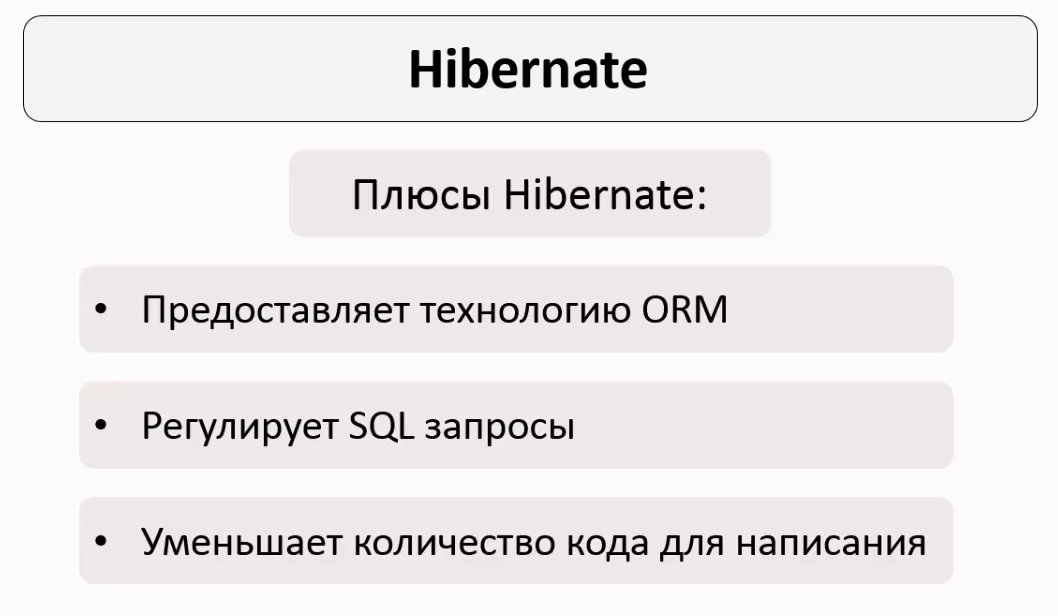 Hibernate
Плюсы Hibernate:
• Предоставляет технологию ORM
• Регулирует SQL запросы
• Уменьшает количество кода для написания